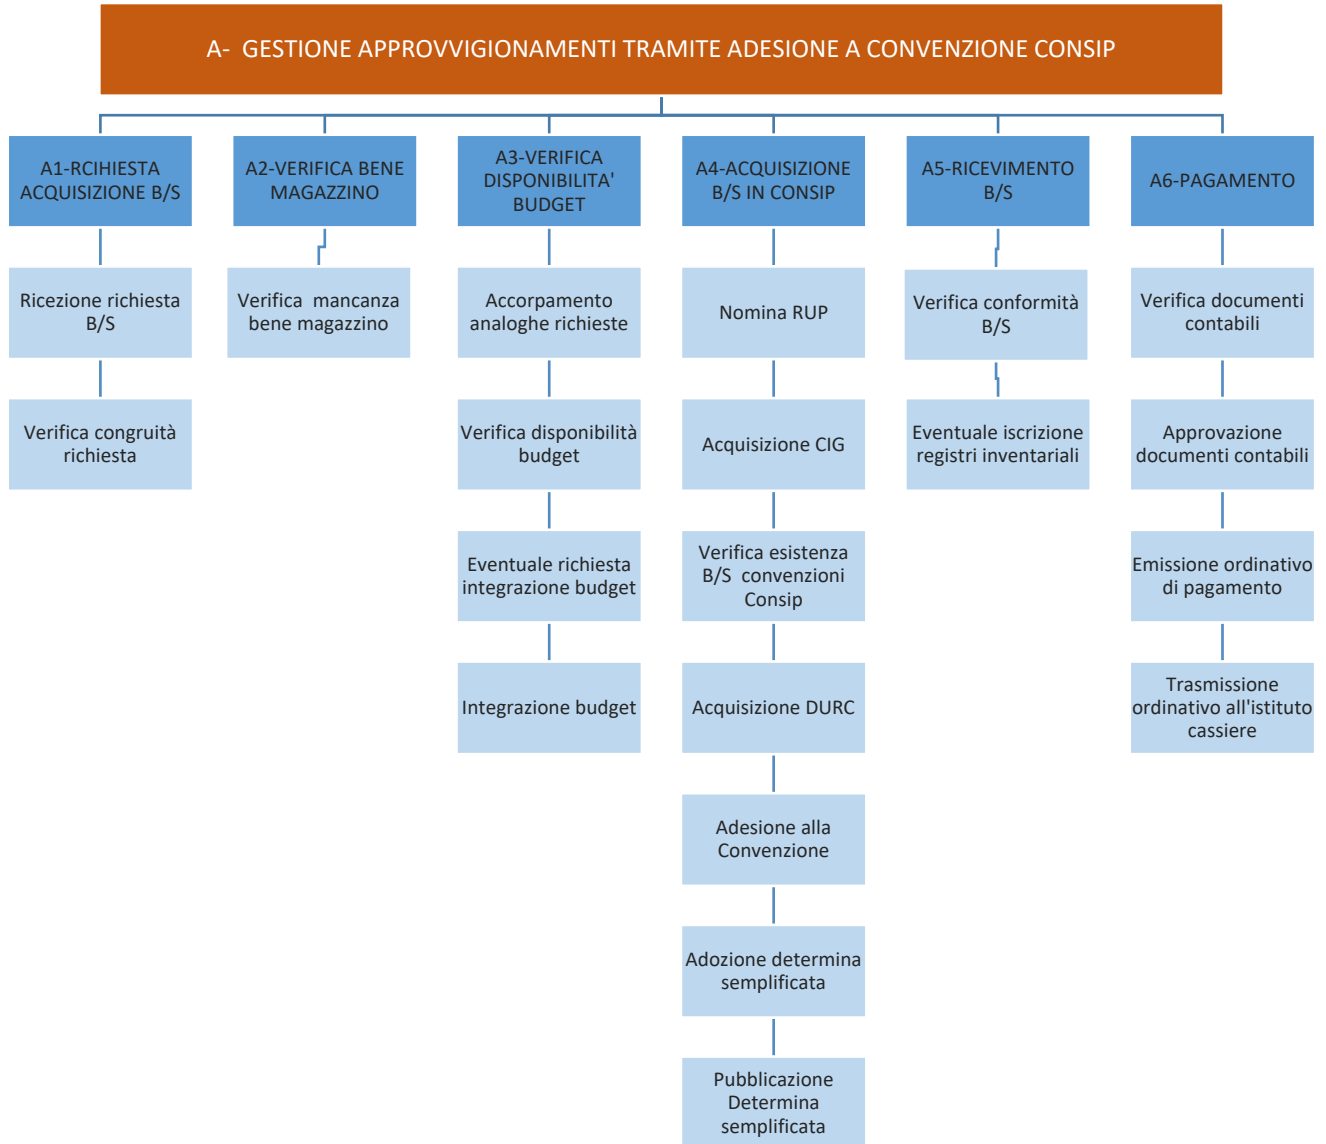 A- GESTIONE APPROVVIGIONAMENTI TRAMITE ADESIONE A CONVENZIONE CONSIP
A1-RCIHIESTA
ACQUISIZIONE B/S
Ricezione richiesta
B/S
Verifica congruità
richiesta
A2-VERIFICA BENE
MAGAZZINO
Verifica mancanza
bene magazzino
A3-VERIFICA
DISPONIBILITA'
BUDGET
Accorpamento
analoghe richieste
Verifica disponibilità
budget
Eventuale richiesta
integrazione budget
Integrazione budget
A4-ACQUISIZIONE
B/S IN CONSIP
Nomina RUP
Acquisizione CIG
Verifica esistenza
B/S convenzioni
Consip
Acquisizione DURC
Adesione alla
Convenzione
Adozione determina
semplificata
Pubblicazione
Determina
semplificata
A5-RICEVIMENTO
B/S
Verifica conformità
B/S
Eventuale iscrizione
registri inventariali
A6-PAGAMENTO
Verifica documenti
contabili
Approvazione
documenti contabili
Emissione ordinativo
di pagamento
Trasmissione
ordinativo all'istituto
cassiere